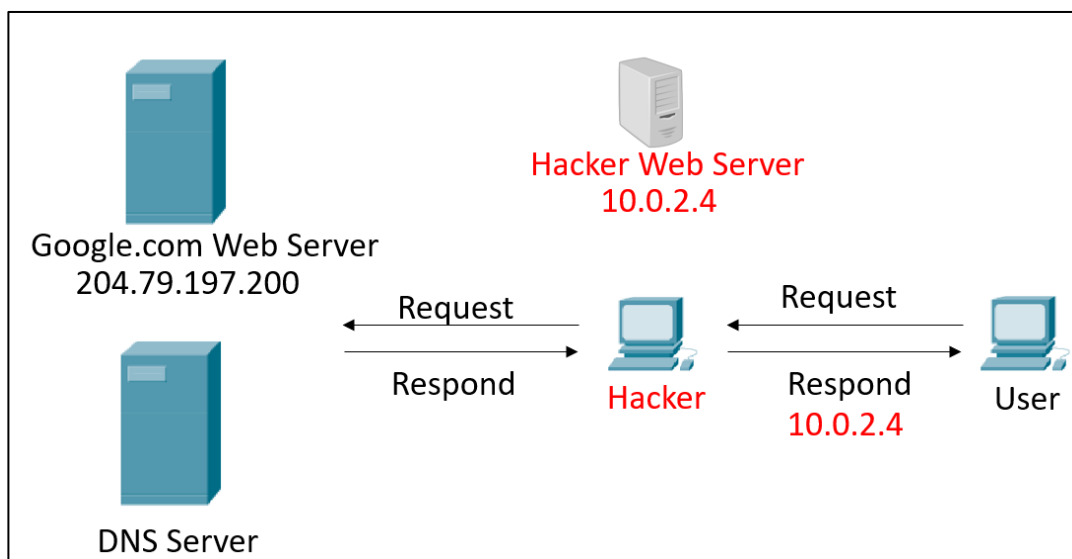 Hacker Web Server
10.0.2.4
Google.com Web Server
204.79.197.200
Request
Request
Respond
Respond
Hacker
10.0.2.4
User
DNS Server